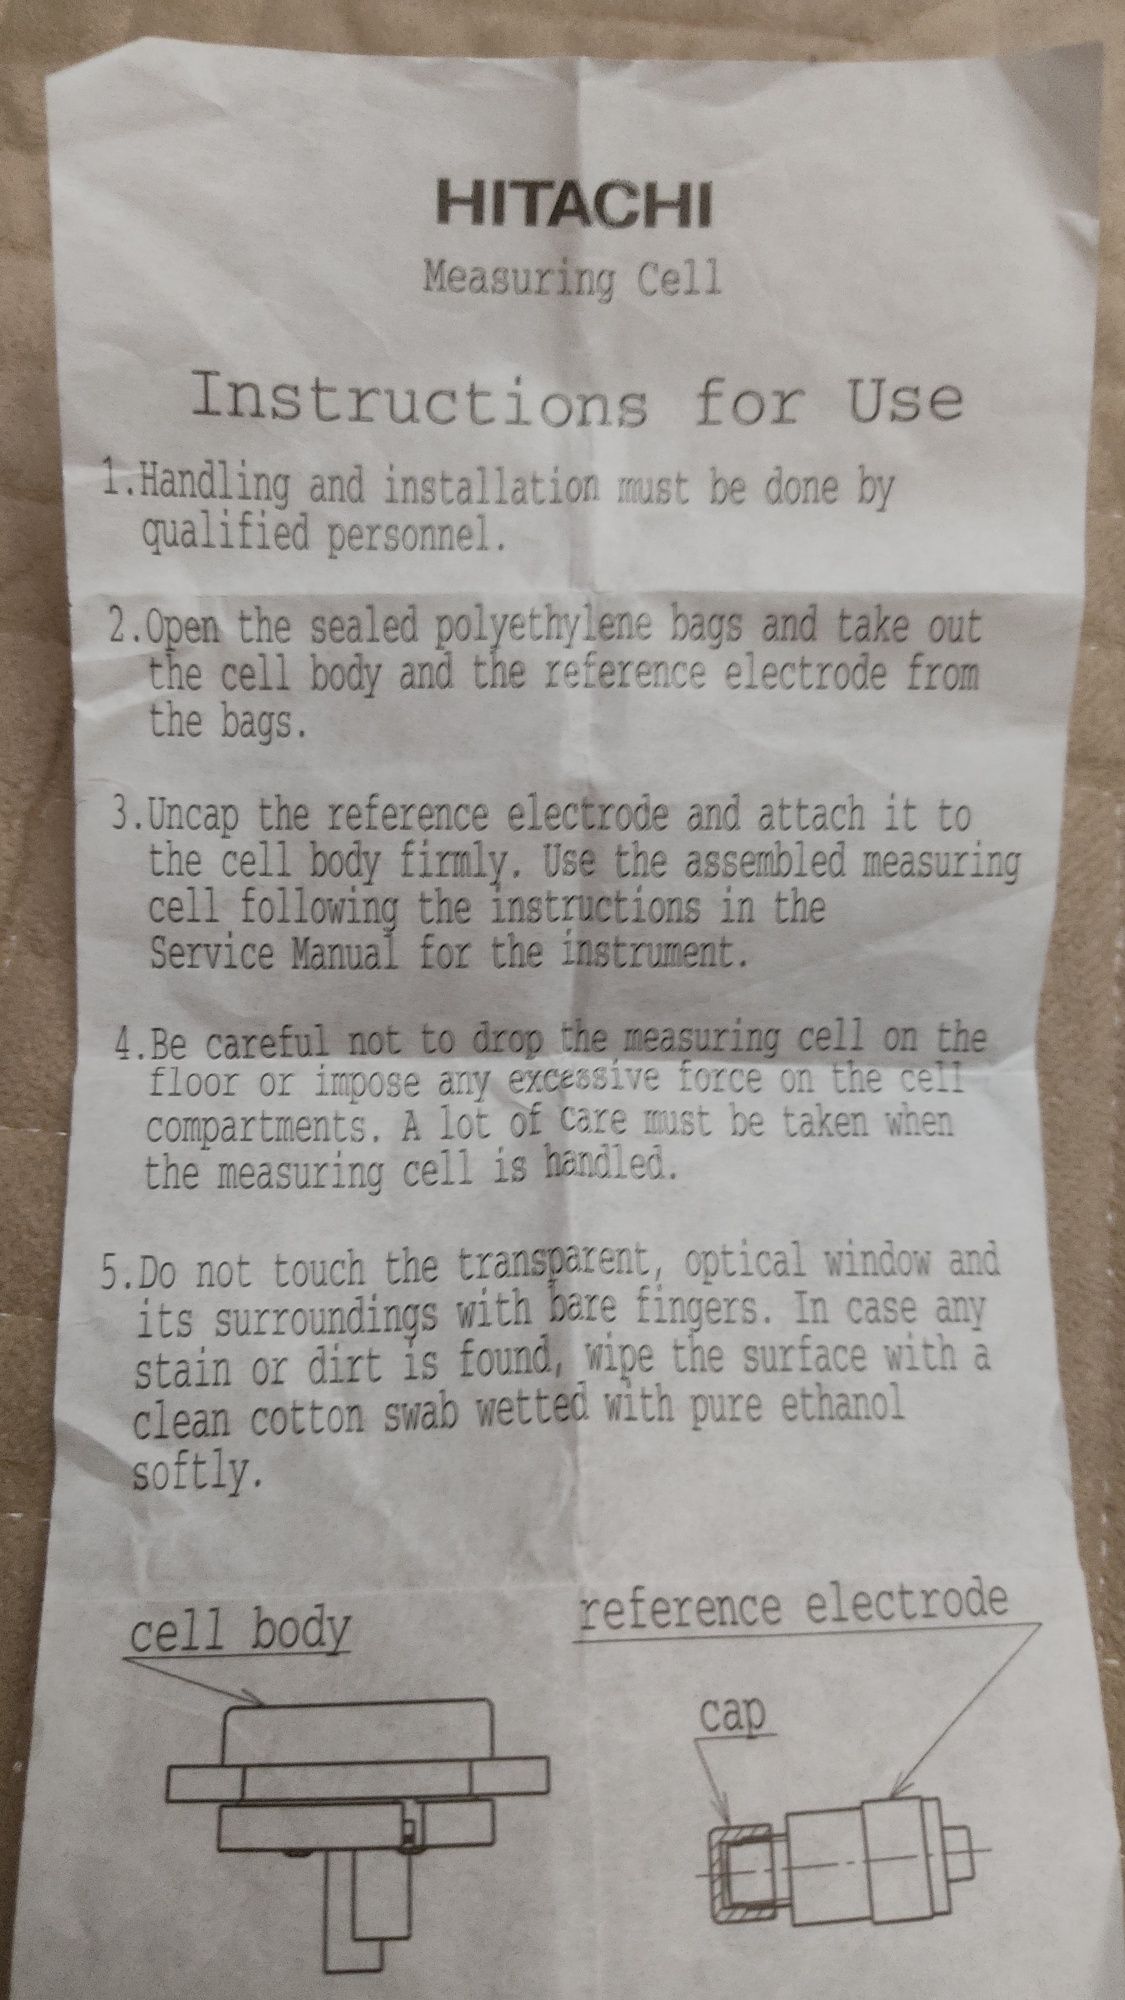 HITACHI
Measuring Cell
Instructions for Use
1.Handling and installation must be done by
qualified personnel.
2.Open the sealed polyethylene bags and take out
the cell body and the reference electrode from
the bags.
3.Uncap the reference electrode and attach it to
the cell body firmly. Use the assembled measuring
cell following the instructions in the
Service Manual for the instrument.
4.Be careful not to drop the measuring cell on the
floor or impose any excessive force on the cell
compartments. A lot of care must be taken when
the measuring cell is handled.
5.Do not touch the transparent, optical window and
its surroundings with bare fingers. In case any
stain or dirt is found, wipe the surface with a
clean cotton swab wetted with pure ethanol
softly.
cell body
reference electrode
cap